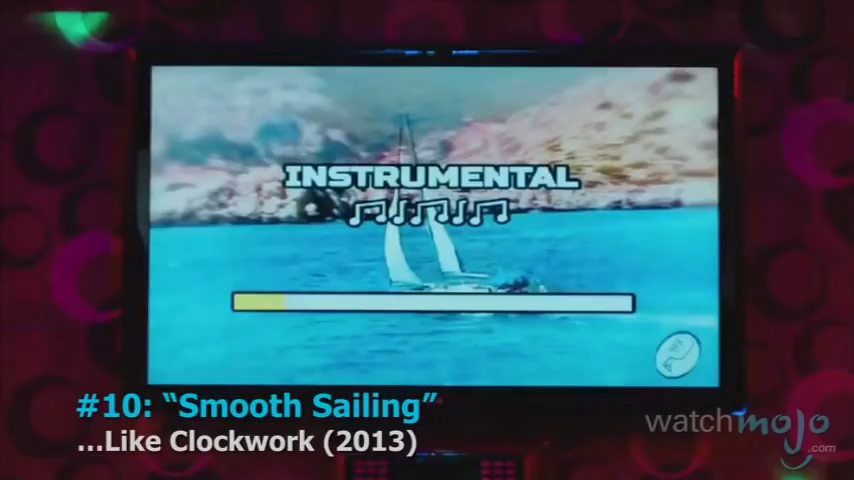 INSTRUMENTAL
#10: “Smooth Sailing”
...Like Clockwork (2013)
watchmojo
.com